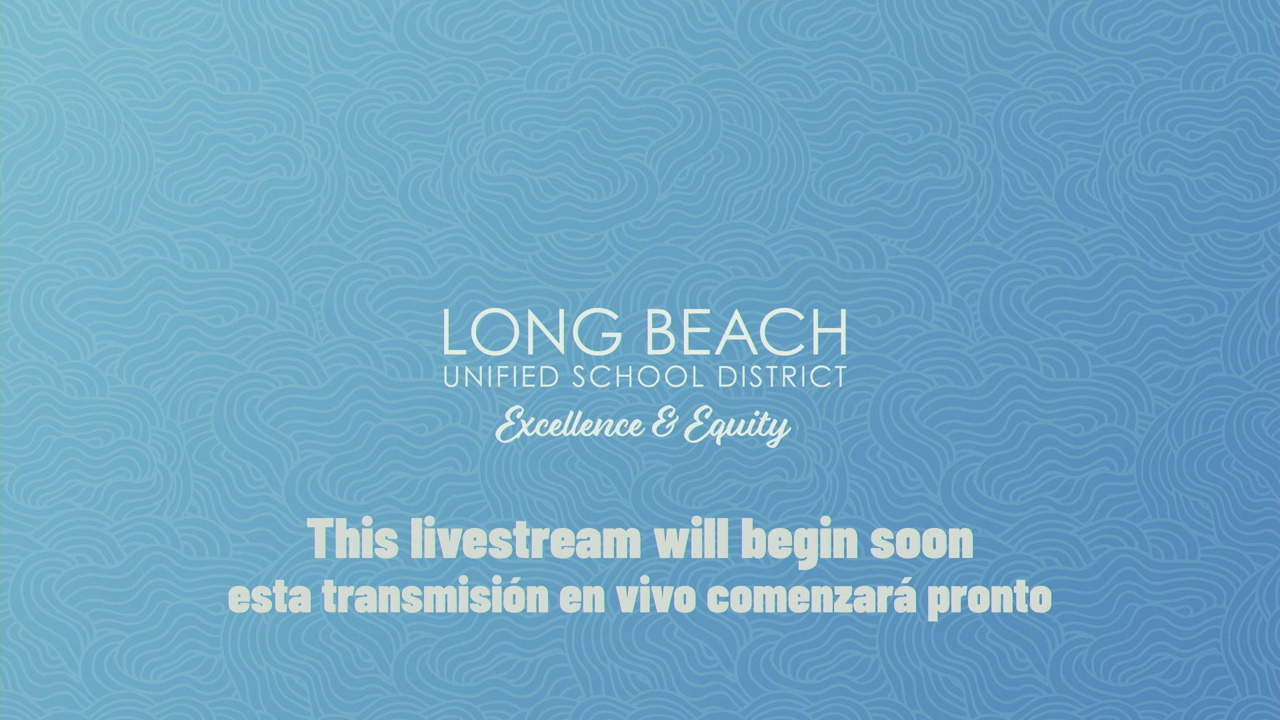 LONG BEACH
UNIFIED SCHOOL DISTRICT
Excellence & Equity
This livestream will begin soon
esta transmisión en vivo comenzará pronto